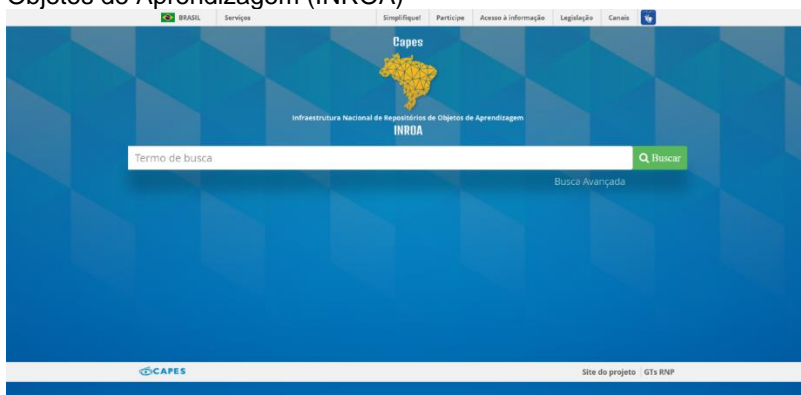 Objetos de Aprendizagem (INROA)
BRASIL Serviços Simplifique! Participe Acesso à informação Legislação Canais
Capes
Infraestrutura Nacional de Repositórios de Objetos de Aprendizagem
INROA
Termo de busca Buscar
Busca Avançada
CAPES Site do projeto GTs RNP